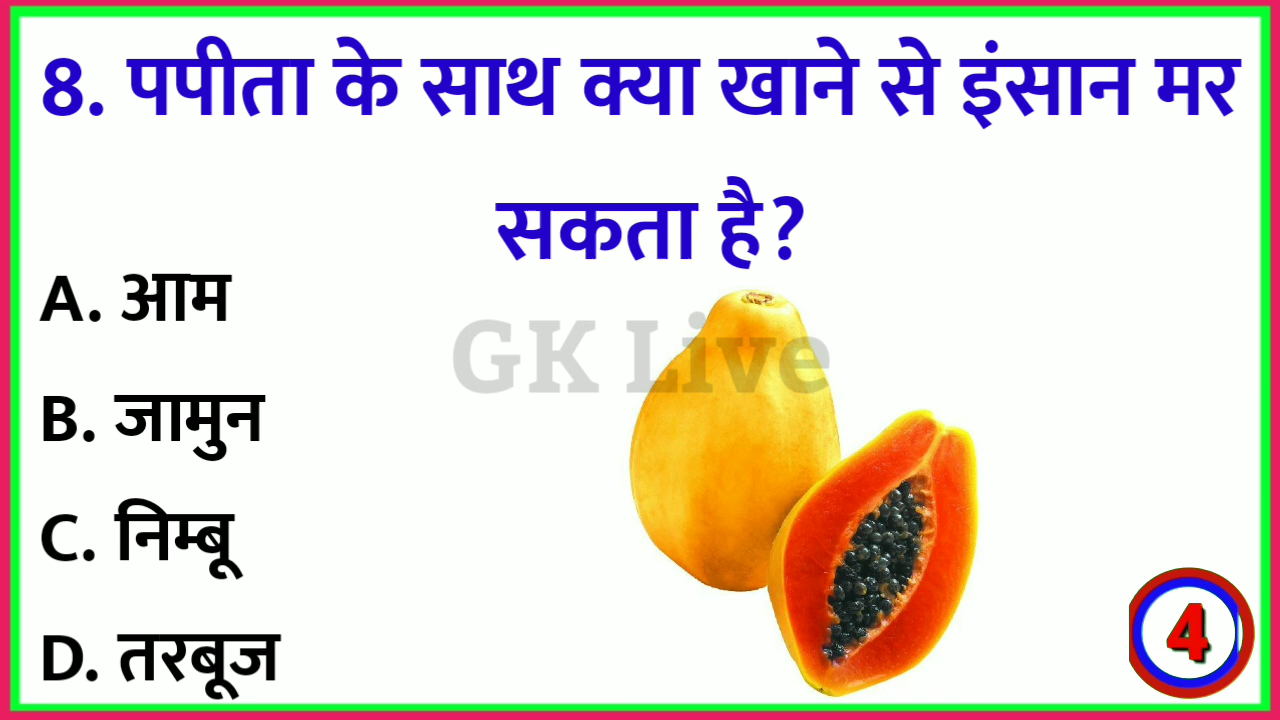 8. पपीता के साथ क्या खाने से इंसान मर
सकता है?
A. आम
GK Live
B. जामुन
C. निम्बू
D. तरबूज
4